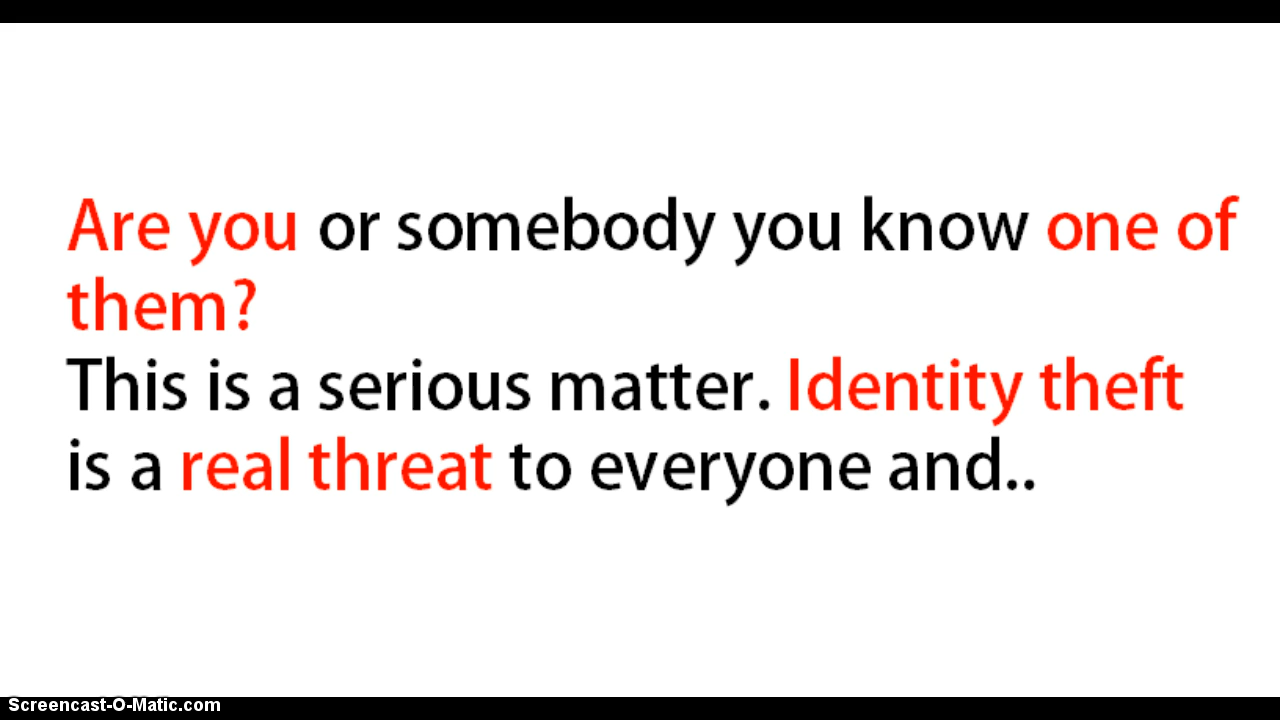 Are you or somebody you know one of
them?
This is a serious matter. Identity theft
is a real threat to everyone and..
Screencast-O-Matic.com